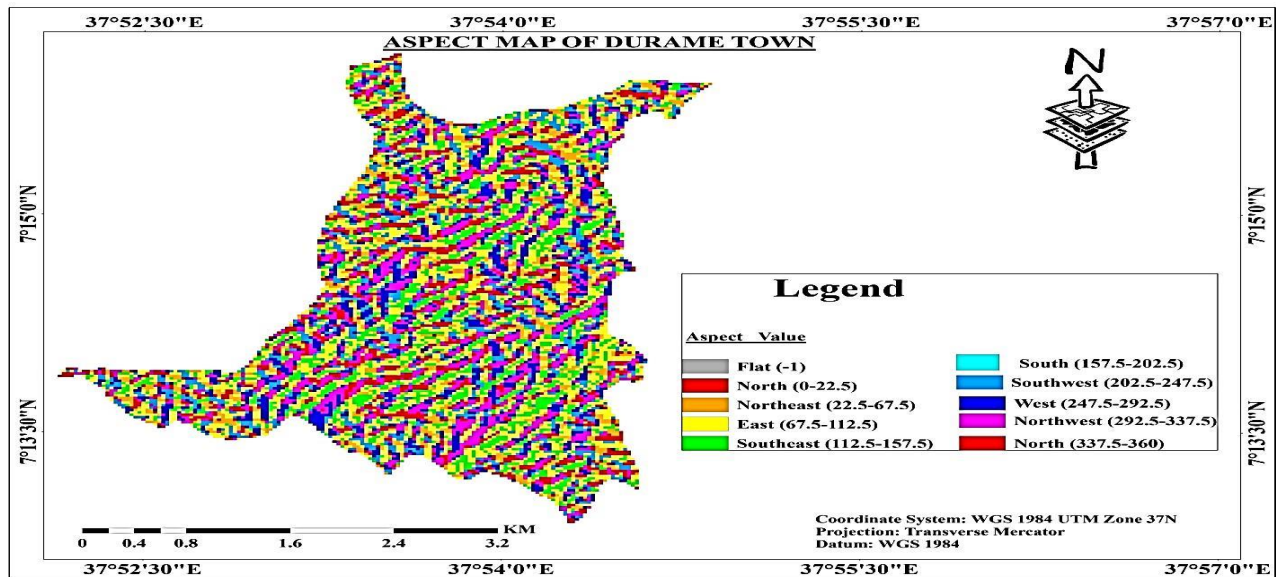 37°52'30"E 37°54'0"E 37°55'30"E 37°57'0"E
ASPECT MAP OF DURAME TOWN
N
7°15'0"N 7°15'0"N
Legend
Aspect Value
Flat (-1)
North (0-22.5)
Northeast (22.5-67.5)
East (67.5-112.5)
Southeast (112.5-157.5)
South (157.5-202.5)
Southwest (202.5-247.5)
West (247.5-292.5)
Northwest (292.5-337.5)
North (337.5-360)
7°13'30"N 7°13'30"N
KM
0 0.4 0.8 1.6 2.4 3.2
Coordinate System: WGS 1984 UTM Zone 37N
Projection: Transverse Mercator
Datum: WGS 1984
37°52'30"E 37°54'0"E 37°55'30"E 37°57'0"E